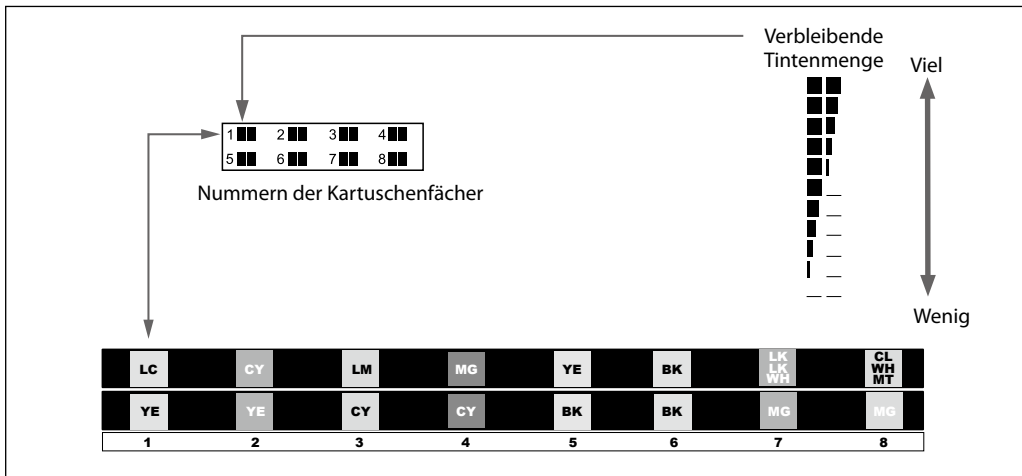 Verbleibende
Tintenmenge
Viel
1 2 3 4
5 6 7 8
Nummern der Kartuschenfächer
Wenig
LC CY LM MG YE BK LK LK WH CL WH MT
YE YE CY CY BK BK MG MG
1 2 3 4 5 6 7 8